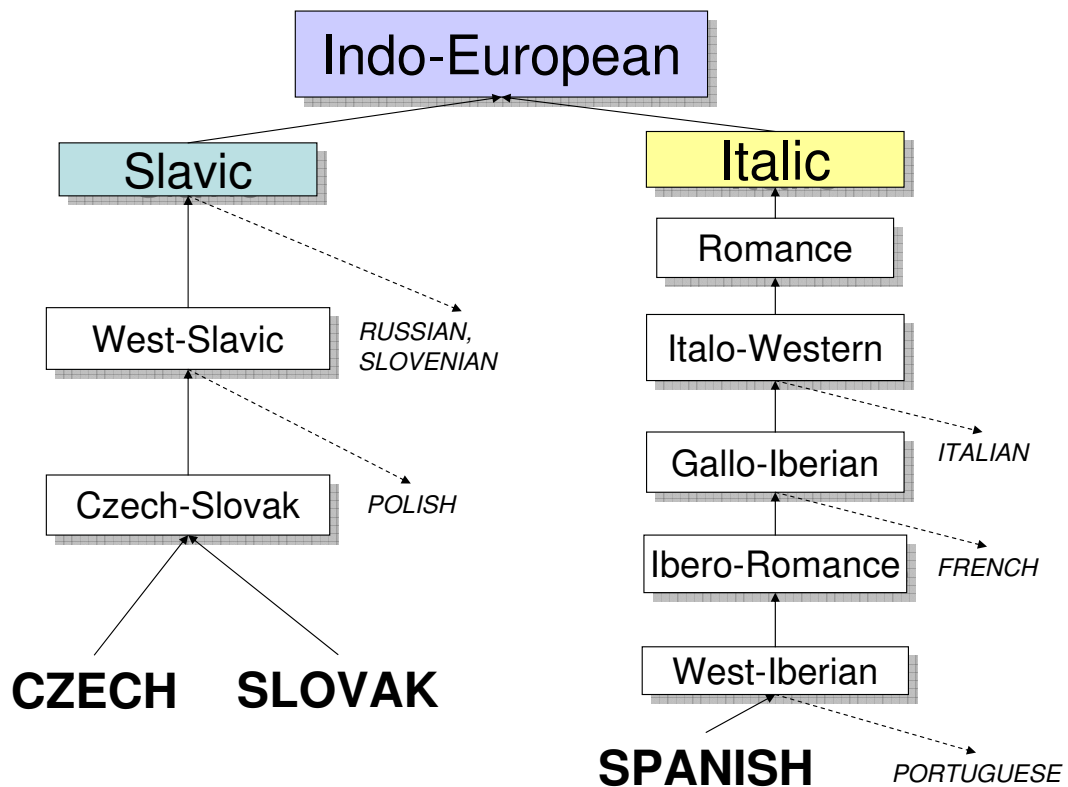 Indo-European
Slavic
Italic
Romance
West-Slavic
RUSSIAN,
SLOVENIAN
Italo-Western
Czech-Slovak
POLISH
Gallo-Iberian
ITALIAN
Ibero-Romance
FRENCH
CZECH
SLOVAK
West-Iberian
SPANISH
PORTUGUESE